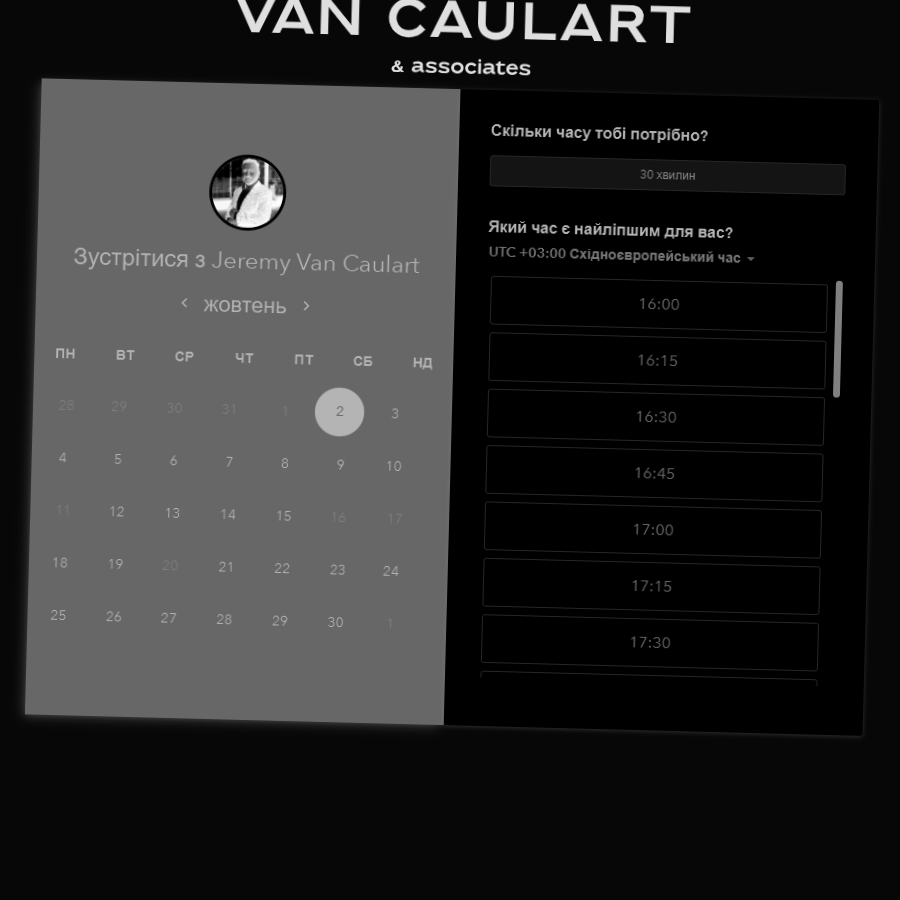 VAN CAULART
& associates
Зустрітися з Jeremy Van Caulart
жовтень
ПН ВТ СР ЧТ ПТ СБ НД
28 29 30 31 1 2 3
4 5 6 7 8 9 10
11 12 13 14 15 16 17
18 19 20 21 22 23 24
25 26 27 28 29 30 1
Скільки часу тобі потрібно?
30 хвилин
Який час є найліпшим для вас?
UTC +03:00 Східноєвропейський час
16:00
16:15
16:30
16:45
17:00
17:15
17:30